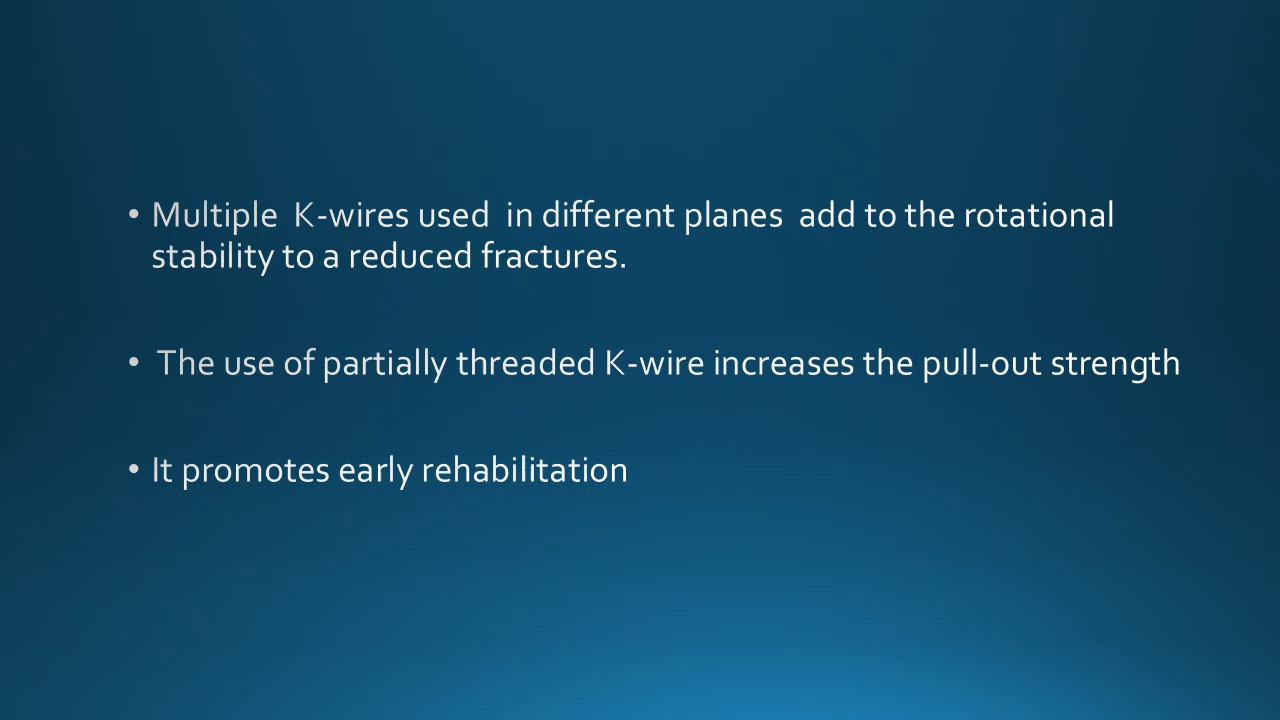 • Multiple  K-wires used  in different planes  add to the rotational
stability to a reduced fractures.
•  The use of partially threaded K-wire increases the pull-out strength
• It promotes early rehabilitation